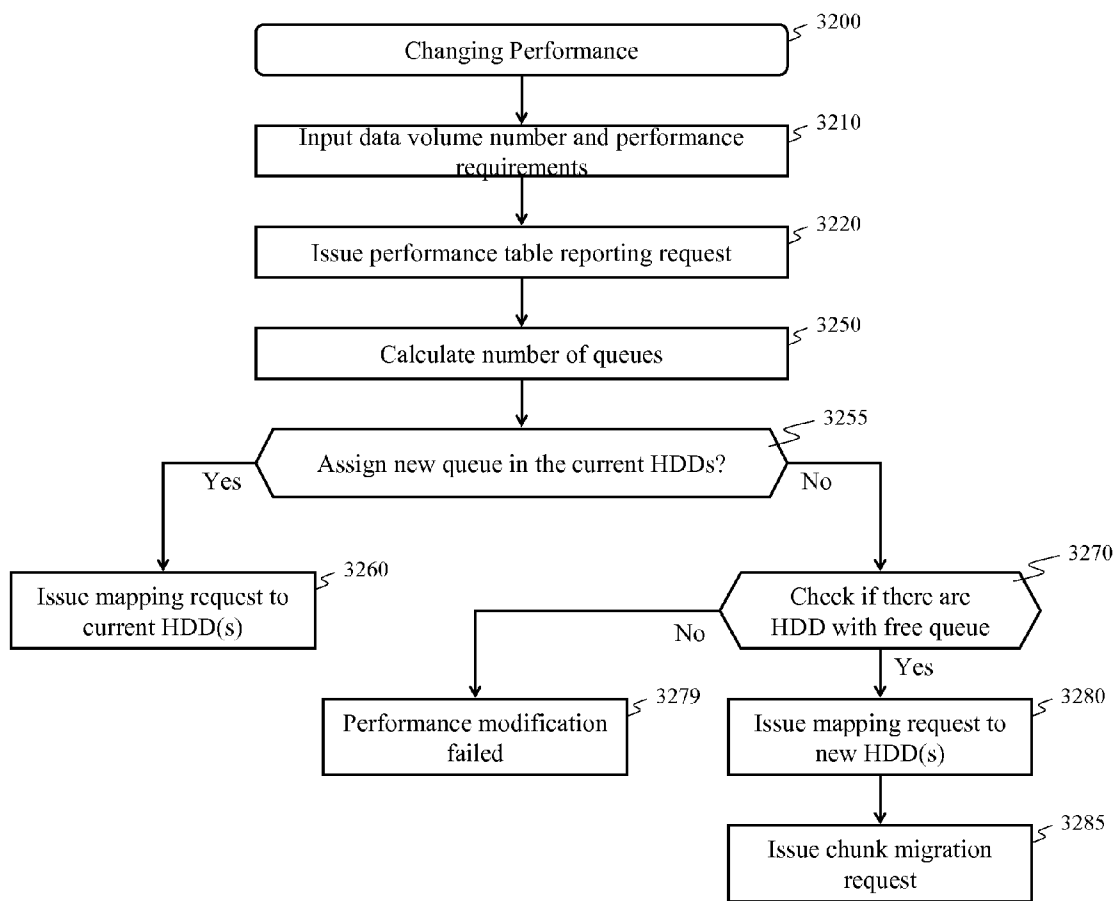 3200
Changing Performance
3210
Input data volume number and performance
requirements
3220
Issue performance table reporting request
3250
Calculate number of queues
3255
Assign new queue in the current HDDs?
Yes
No
3260
Issue mapping request to
current HDD(s)
3270
Check if there are
HDD with free queue
No
Yes
3279
Performance modification
failed
3280
Issue mapping request to
new HDD(s)
3285
Issue chunk migration
request